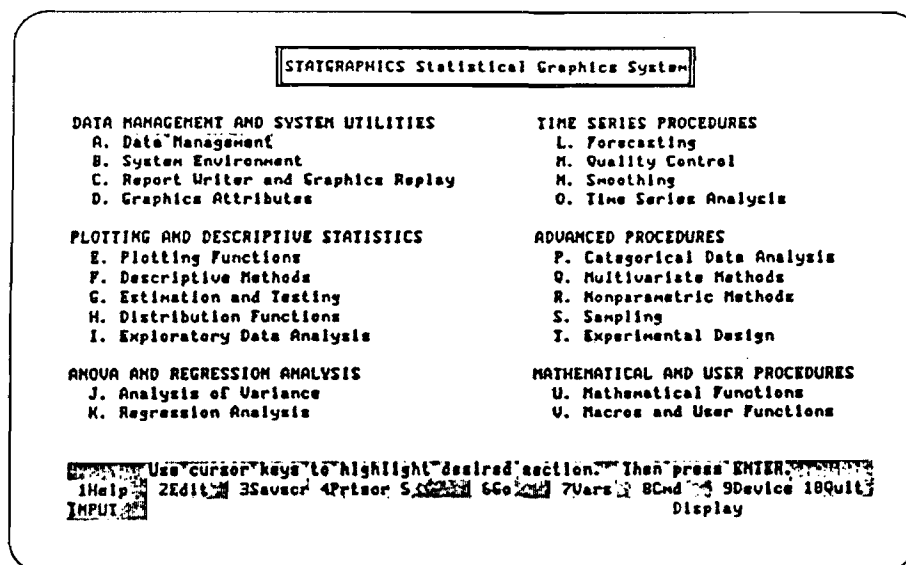 STATGRAPHICS Statistical Graphics System
DATA MANAGEMENT AND SYSTEM UTILITIES
A. Data Management
B. System Environment
C. Report Writer and Graphics Replay
D. Graphics Attributes
PLOTTING AND DESCRIPTIVE STATISTICS
E. Plotting Functions
F. Descriptive Methods
G. Estimation and Testing
H. Distribution Functions
I. Exploratory Data Analysis
ANOVA AND REGRESSION ANALYSIS
J. Analysis of Variance
K. Regression Analysis
TIME SERIES PROCEDURES
L. Forecasting
M. Quality Control
N. Smoothing
O. Time Series Analysis
ADVANCED PROCEDURES
P. Categorical Data Analysis
Q. Multivariate Methods
R. Nonparametric Methods
S. Sampling
T. Experimental Design
MATHEMATICAL AND USER PROCEDURES
U. Mathematical Functions
V. Macros and User Functions
Use cursor keys to highlight desired section. Then press ENTER.
1Help 2Edit 3Savscr 4Prtscr 5 6Go 7Vars 8Cmd 9Device 10Quit
INPUT Display